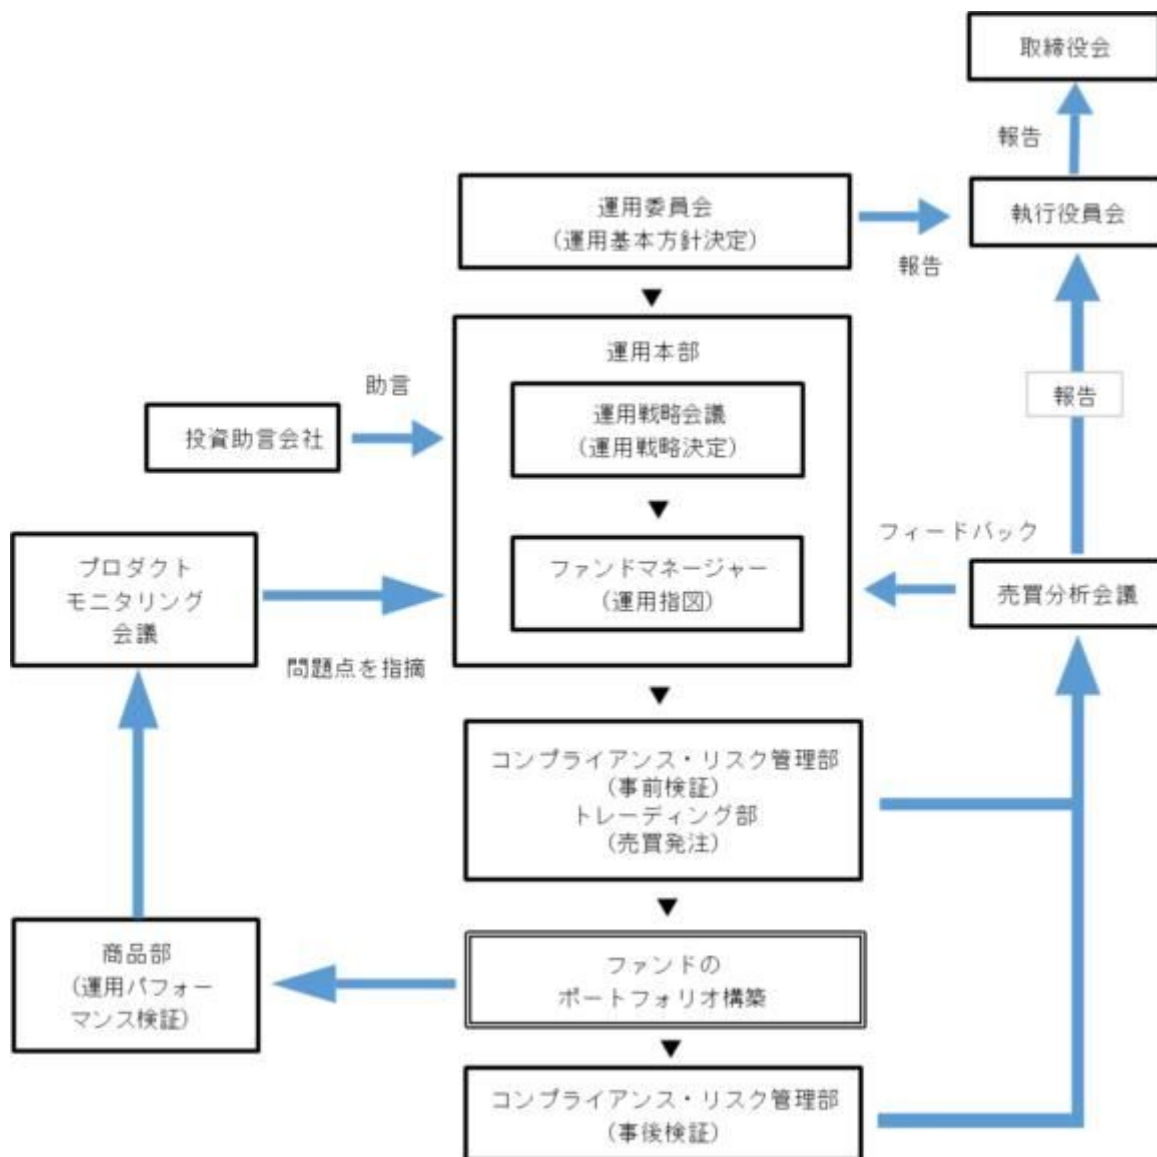 取締役会
報告
運用委員会
(運用基本方針決定)
執行役員会
報告
運用本部
助言
運用戦略会議
(運用戦略決定)
報告
投資助言会社
フィードバック
プロダクト
モニタリング
会議
ファンドマネージャー
(運用指図)
売買分析会議
問題点を指摘
コンプライアンス・リスク管理部
(事前検証)
トレーディング部
(売買発注)
商品部
(運用パフォー
マンス検証)
ファンドの
ポートフォリオ構築
コンプライアンス・リスク管理部
(事後検証)